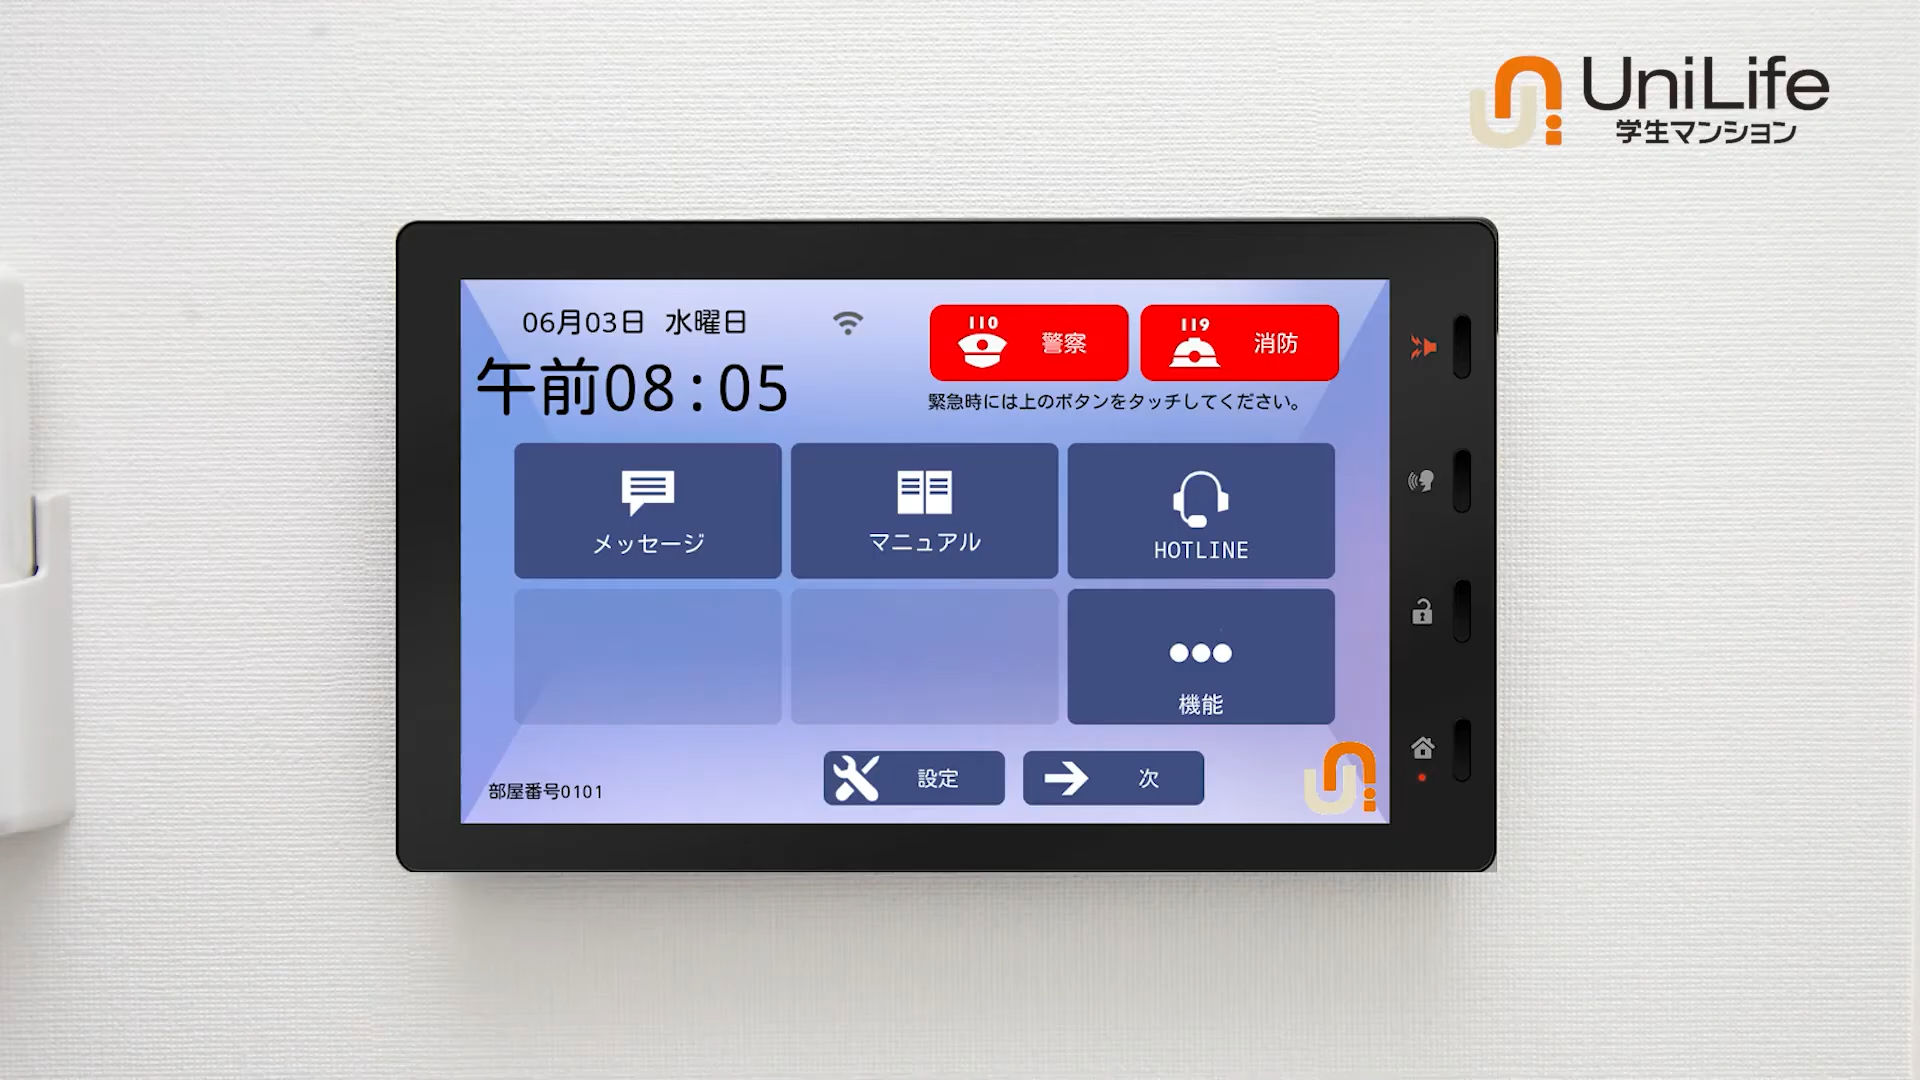 UniLife
学生マンション
06月03日 水曜日
午前08:05
110
警察
119
消防
緊急時には上のボタンをタッチしてください。
メッセージ
マニュアル
HOTLINE
機能
設定
次
部屋番号0101